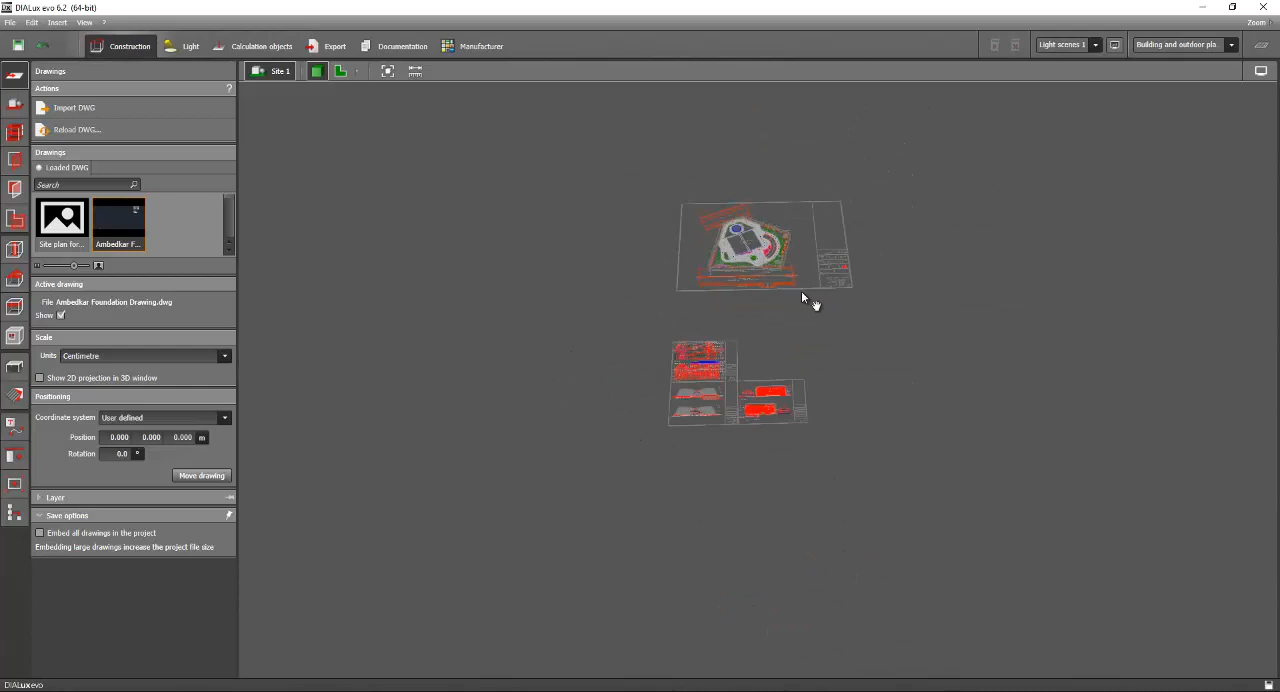 DIALux evo 6.2 (64-bit)
File Edit Insert View ?
Zoom
Construction Light Calculation objects Export Documentation Manufacturer
Light scenes 1 Building and outdoor pla
Drawings
Site 1
Actions ?
Import DWG
Reload DWG...
Drawings
Loaded DWG
Search
Site plan for... Ambedkar F...
Active drawing
File Ambedkar Foundation Drawing.dwg
Show
Scale
Units Centimetre
Show 2D projection in 3D window
Positioning
Coordinate system User defined
Position 0.000 0.000 0.000 m
Rotation 0.0 °
Move drawing
Layer
Save options
Embed all drawings in the project
Embedding large drawings increase the project file size
DIALux evo